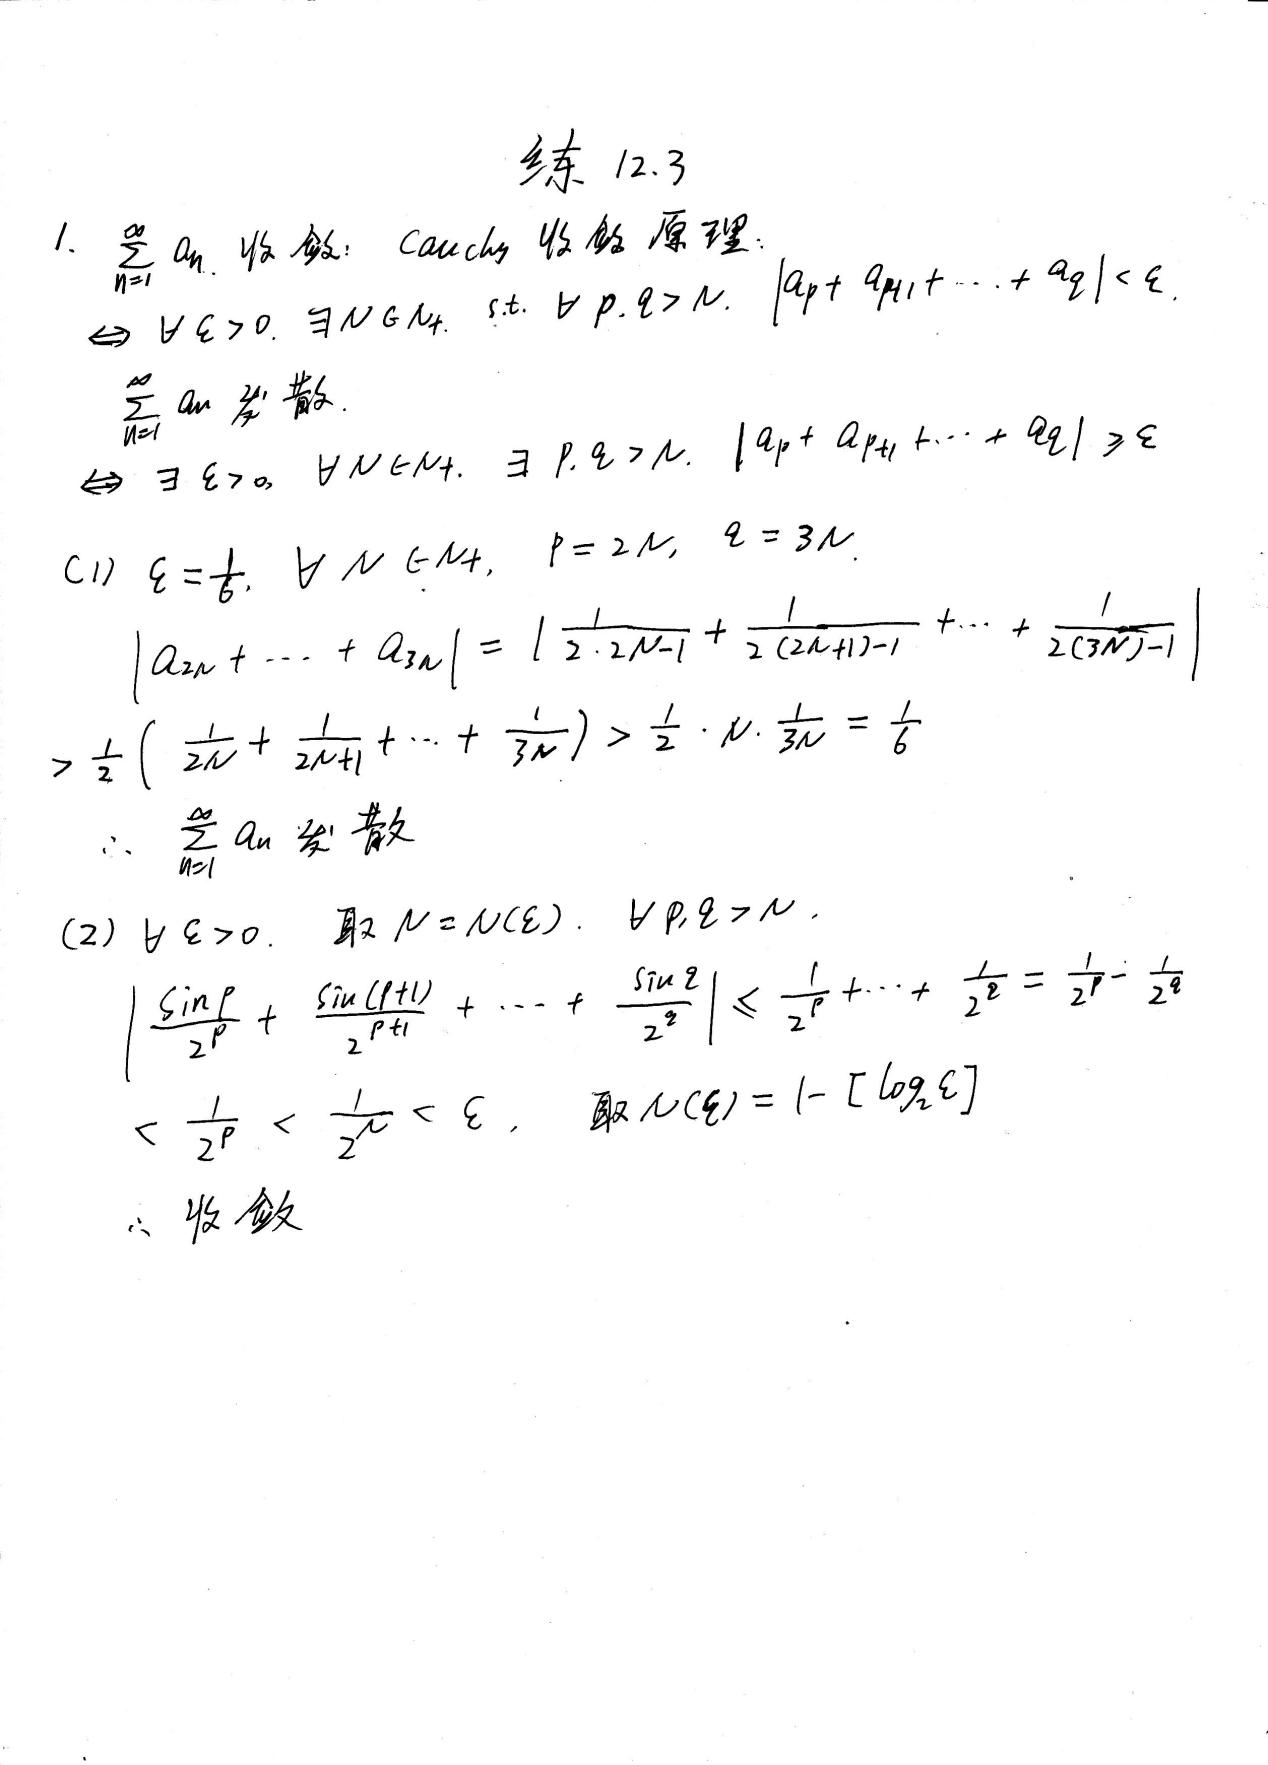 练 12.3
1. $\sum_{n=1}^{\infty} a_n$ 收敛: Cauchy 收敛原理:
$\Leftrightarrow \forall \varepsilon > 0. \exists N \in N_+. s.t. \forall p.q > N. |a_p + a_{p+1} + \cdots + a_q| < \varepsilon.$
$\sum_{n=1}^{\infty} a_n$ 发散.
$\Leftrightarrow \exists \varepsilon > 0, \forall N \in N_+. \exists p.q > N. |a_p + a_{p+1} + \cdots + a_q| \geq \varepsilon$
(1) $\varepsilon = \frac{1}{6}. \forall N \in N_+, p = 2N, q = 3N.$
$|a_{2N} + \cdots + a_{3N}| = |\frac{1}{2 \cdot 2N-1} + \frac{1}{2(2N+1)-1} + \cdots + \frac{1}{2(3N)-1}|$
$> \frac{1}{2} ( \frac{1}{2N} + \frac{1}{2N+1} + \cdots + \frac{1}{3N} ) > \frac{1}{2} \cdot N \cdot \frac{1}{3N} = \frac{1}{6}$
$\therefore \sum_{n=1}^{\infty} a_n$ 发散
(2) $\forall \varepsilon > 0.$ 取 $N = N(\varepsilon). \forall p, q > N.$
$|\frac{\sin p}{2^p} + \frac{\sin(p+1)}{2^{p+1}} + \cdots + \frac{\sin q}{2^q}| \leq \frac{1}{2^p} + \cdots + \frac{1}{2^q} = \frac{1}{2^p} - \frac{1}{2^q}$
$< \frac{1}{2^p} < \frac{1}{2^N} < \varepsilon,$ 取 $N(\varepsilon) = 1 - [\log_2 \varepsilon]$
$\therefore$ 收敛